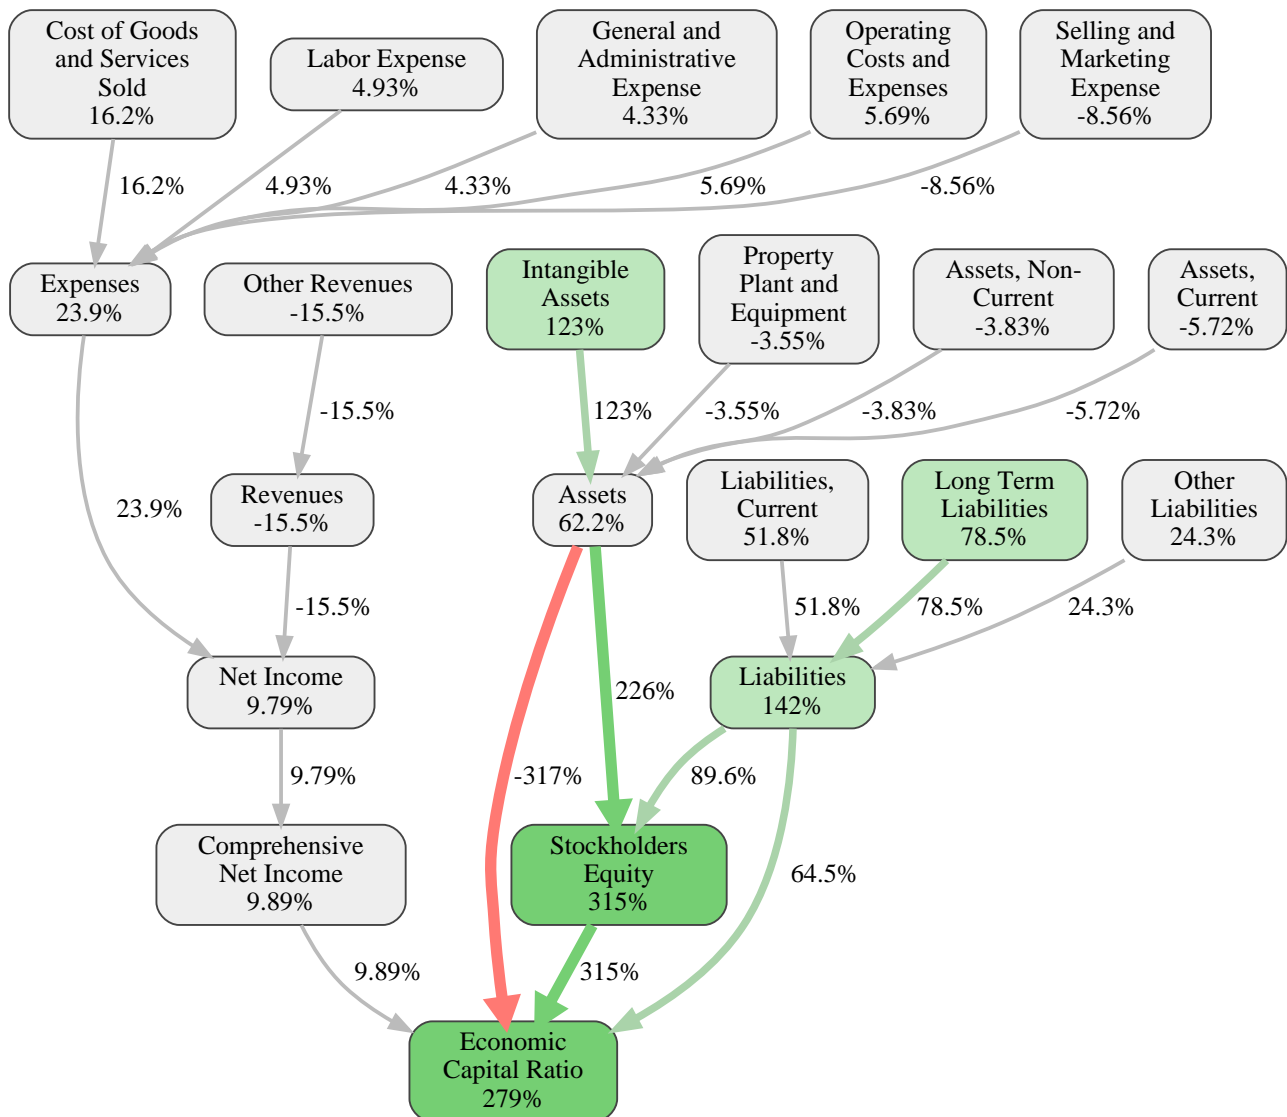 Cost of Goods
and Services
Sold
16.2%
Labor Expense
4.93%
General and
Administrative
Expense
4.33%
Operating
Costs and
Expenses
5.69%
Selling and
Marketing
Expense
-8.56%
16.2%
4.93%
4.33%
5.69%
-8.56%
Expenses
23.9%
Other Revenues
-15.5%
Intangible
Assets
123%
Property
Plant and
Equipment
-3.55%
Assets, Non-
Current
-3.83%
Assets,
Current
-5.72%
-15.5%
123%
-3.55%
-3.83%
-5.72%
23.9%
Revenues
-15.5%
Assets
62.2%
Liabilities,
Current
51.8%
Long Term
Liabilities
78.5%
Other
Liabilities
24.3%
-15.5%
51.8%
78.5%
24.3%
Net Income
9.79%
226%
Liabilities
142%
9.79%
-317%
89.6%
Comprehensive
Net Income
9.89%
Stockholders
Equity
315%
64.5%
9.89%
315%
Economic
Capital Ratio
279%